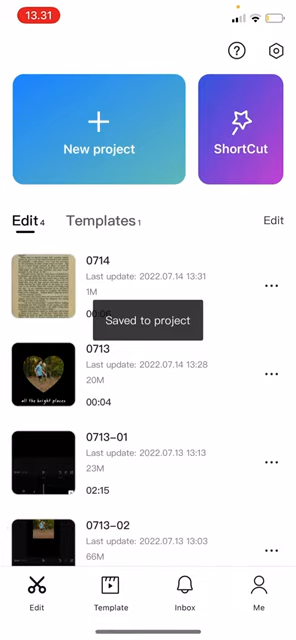 13.31
New project
ShortCut
Edit 4
Templates 1
Edit
0714
Last update: 2022.07.14 13:31
1M
Saved to project
0713
Last update: 2022.07.14 13:28
20M
all the bright places
00:04
0713-01
Last update: 2022.07.13 13:13
23M
02:15
0713-02
Last update: 2022.07.13 13:03
66M
Edit
Template
Inbox
Me